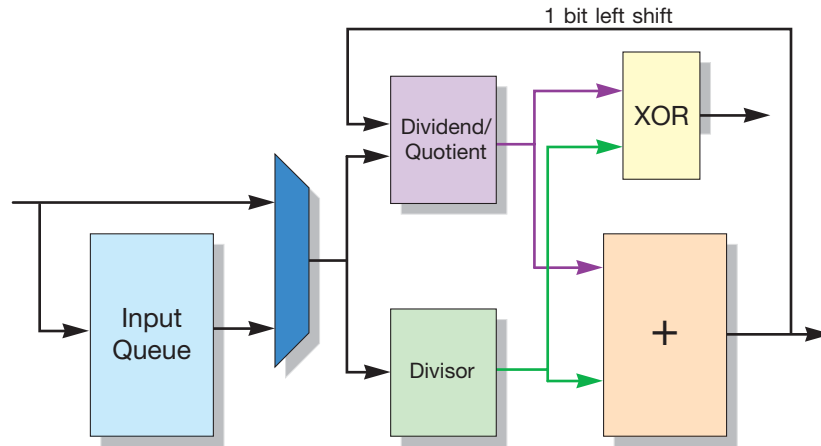 1 bit left shift
Dividend/
Quotient
XOR
Input
Queue
Divisor
+